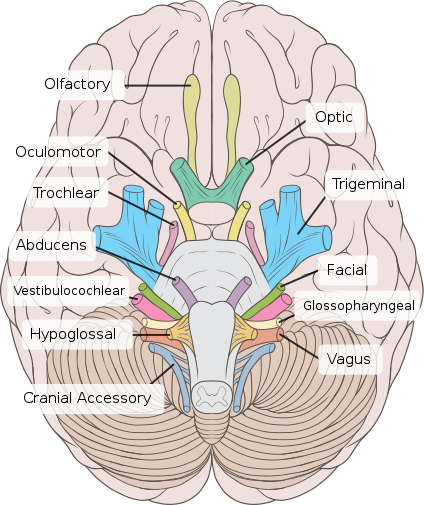 Olfactory
Optic
Oculomotor
Trigeminal
Trochlear
Abducens
Facial
Vestibulocochlear
Glossopharyngeal
Hypoglossal
Vagus
Cranial Accessory